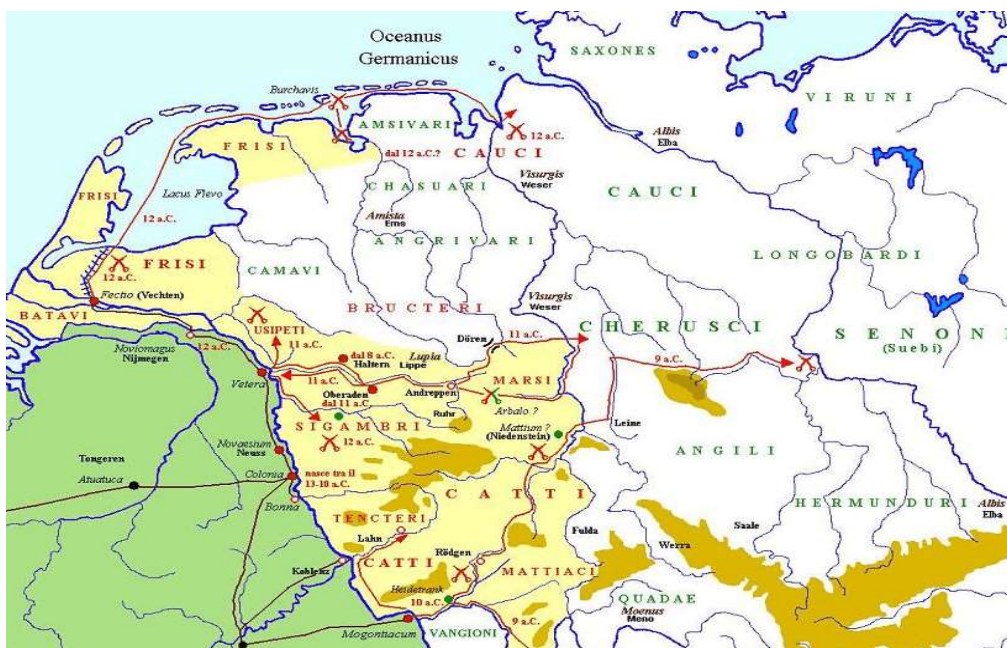 Oceanus
Germanicus
SAXONES
VIRUNI
Burchavis
AMSIVARI
12 a.C.
Albis
Elba
FRISI
dal 12 a.C.?
CAUCI
FRISI
Lacus Flevo
CHASUARI
Visurgis
Weser
CAUCI
12 a.C.
Amista
Ems
ANGRIVARI
LONGOBARDI
FRISI
CAMAVI
12 a.C.
Fectio (Vechten)
BRUCTERI
Visurgis
Weser
BATAVI
CHERUSCI
SENONI
(Suebi)
USIPETI
11 a.C.
Dören
11 a.C.
Noviomagus
Nijmegen
12 a.C.
dal 8 a.C.
Haltern
Lupia
Lippe
9 a.C.
Vetera
11 a.C.
Oberaden
dal 11 a.C
Andreppen
MARSI
Arbalo ?
Ruhr
SIGAMBRI
12 a.C.
Mattium ?
(Niedenstein)
Leine
Novaesium
Neuss
ANGILI
Tongeren
Atuatuca
Colonia
nasce tra il
13-10 a.C.
CATTI
HERMUNDURI
Albis
Elba
Bonna
TENCTERI
Lahn
Fulda
Saale
Werra
Koblenz
CATTI
Rödgen
MATTIACI
Heidetrank
10 a.C.
QUADAE
Moenus
Meno
Mogontiacum
VANGIONI
9 a.C.